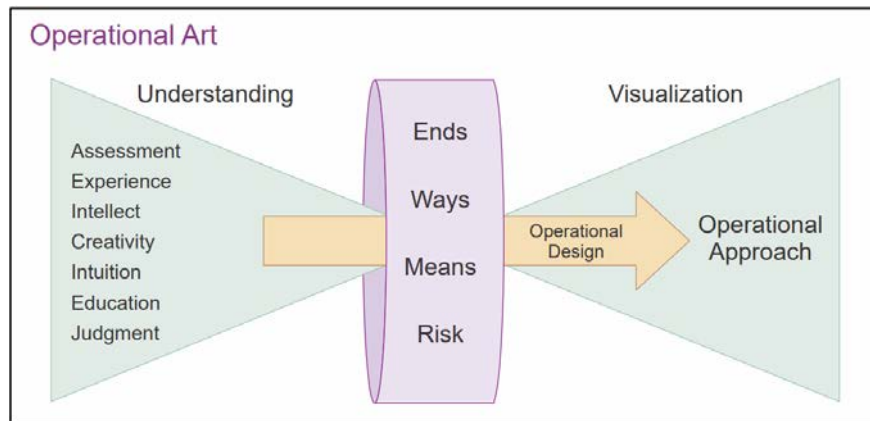 Operational Art
Understanding
Assessment
Experience
Intellect
Creativity
Intuition
Education
Judgment
Ends
Ways
Means
Risk
Visualization
Operational
Design
Operational
Approach